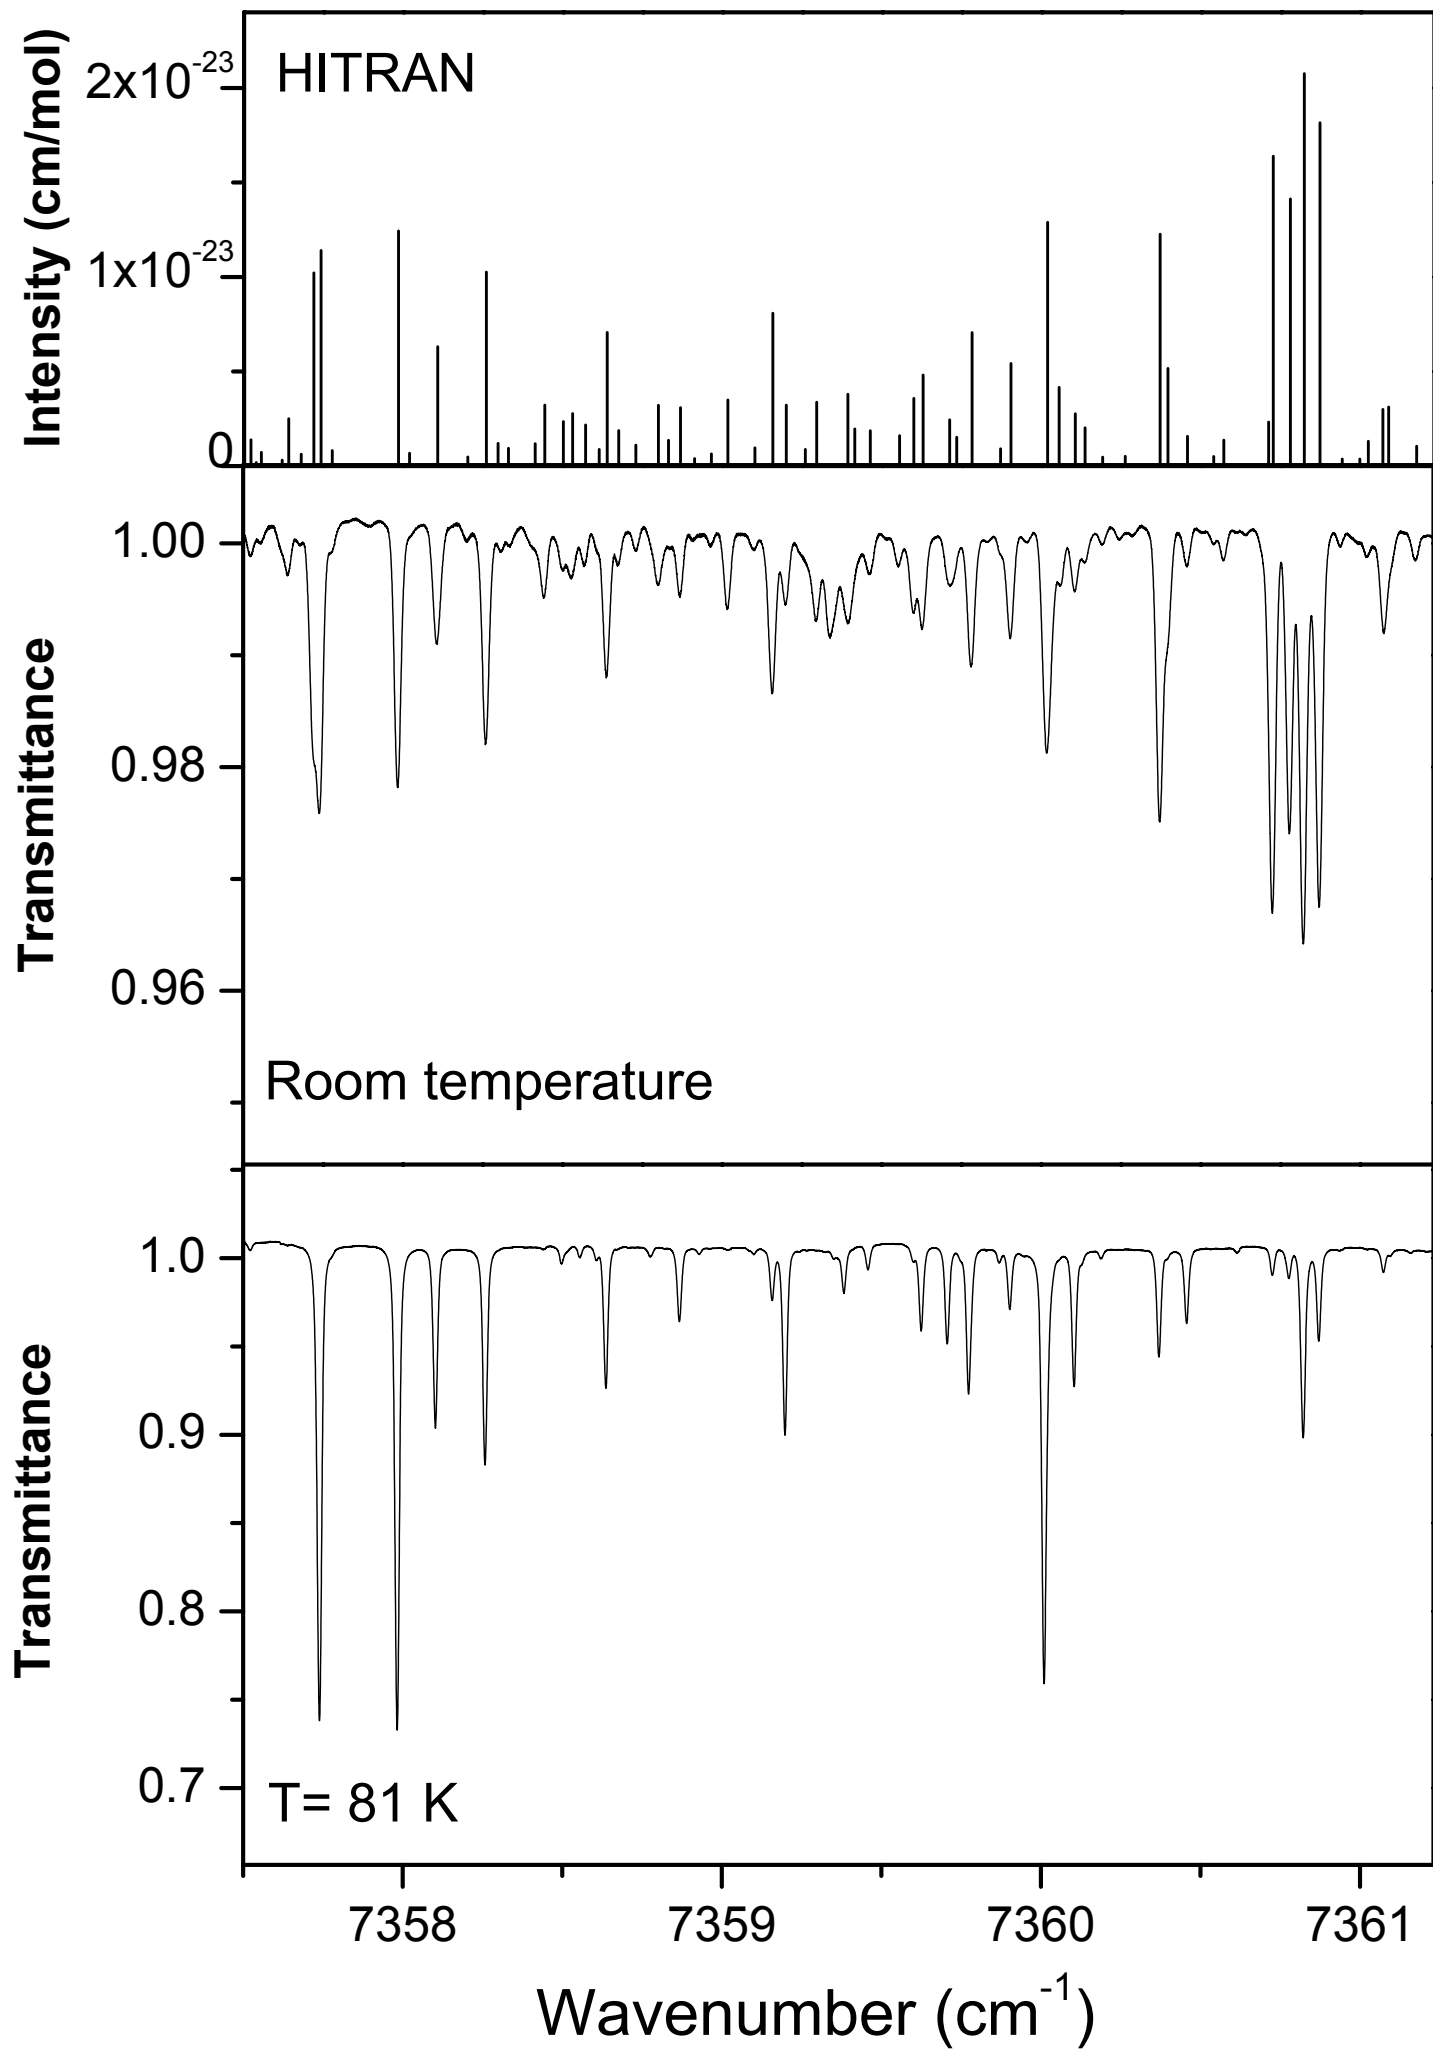 HITRAN
Intensity (cm/mol)
2x10⁻²³
1x10⁻²³
0
Transmittance
1.00
0.98
0.96
Room temperature
Transmittance
1.0
0.9
0.8
0.7
T= 81 K
7358 7359 7360 7361
Wavenumber (cm⁻¹)